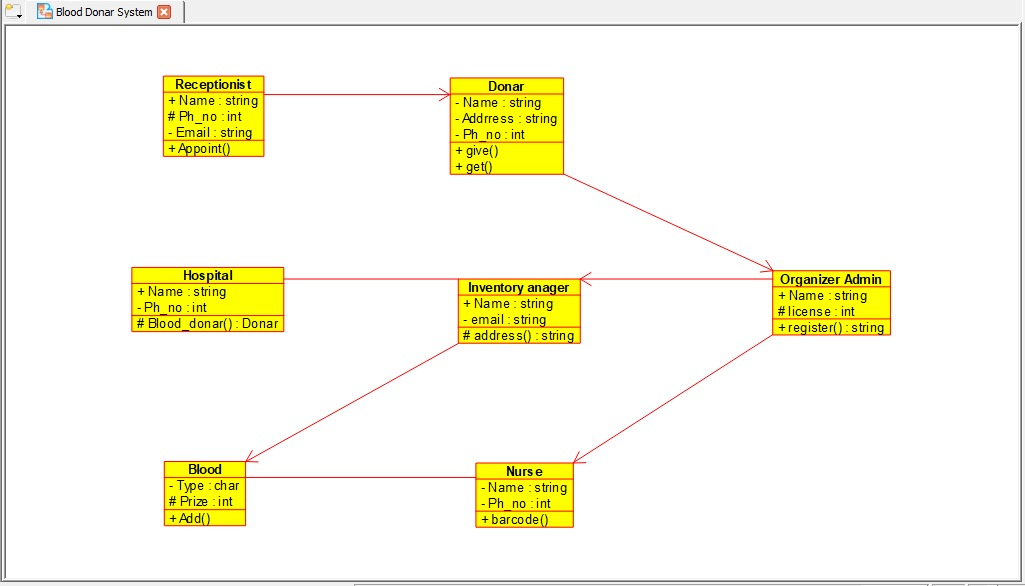 Blood Donar System
Receptionist
+ Name : string
# Ph_no : int
- Email : string
+ Appoint()
Donar
- Name : string
- Addrress : string
- Ph_no : int
+ give()
+ get()
Hospital
+ Name : string
- Ph_no : int
# Blood_donar() : Donar
Inventory anager
+ Name : string
- email : string
# address() : string
Organizer Admin
+ Name : string
# license : int
+ register() : string
Blood
- Type : char
# Prize : int
+ Add()
Nurse
- Name : string
- Ph_no : int
+ barcode()